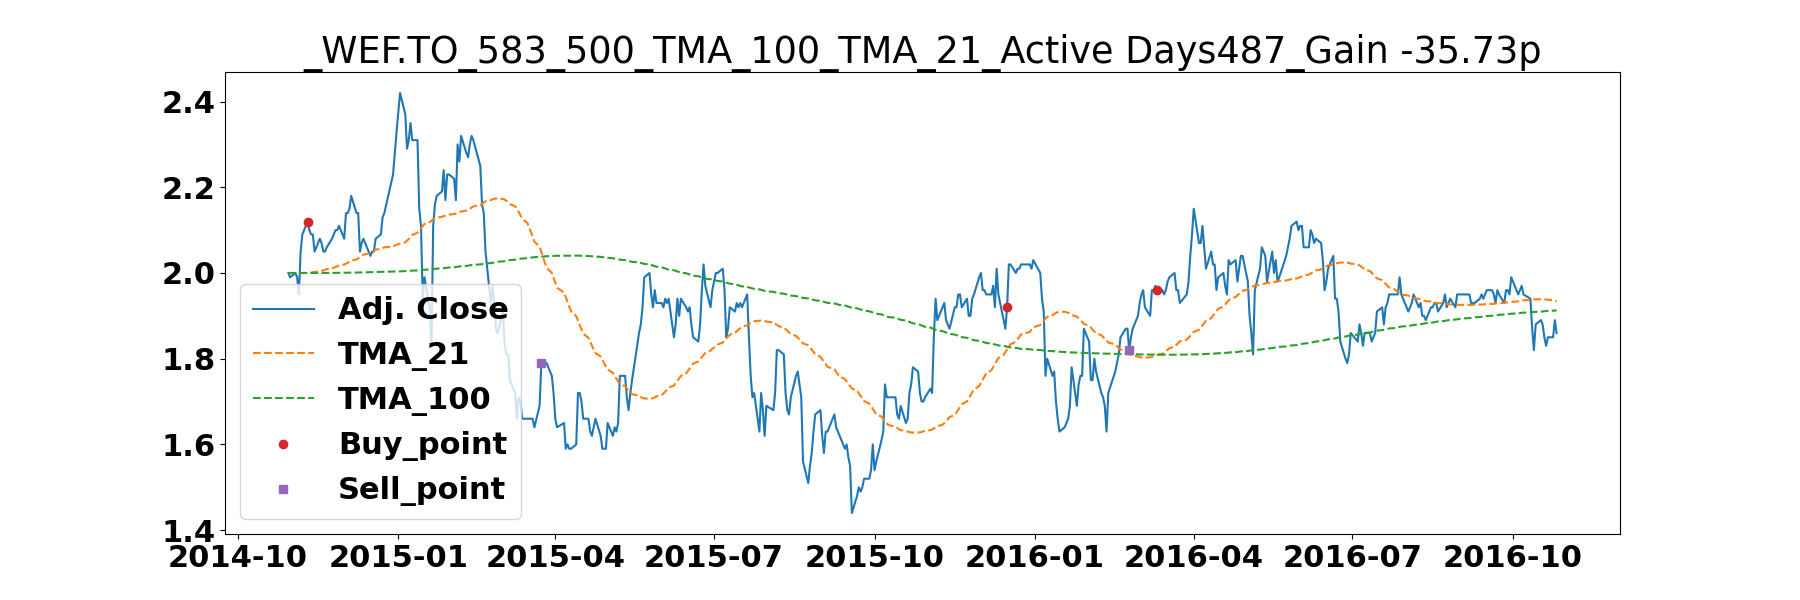 _WEF.TO_583_500_TMA_100_TMA_21_Active Days487_Gain -35.73p
2.4
2.2
2.0
1.8
1.6
1.4
Adj. Close
TMA_21
TMA_100
Buy_point
Sell_point
2014-10 2015-01 2015-04 2015-07 2015-10 2016-01 2016-04 2016-07 2016-10